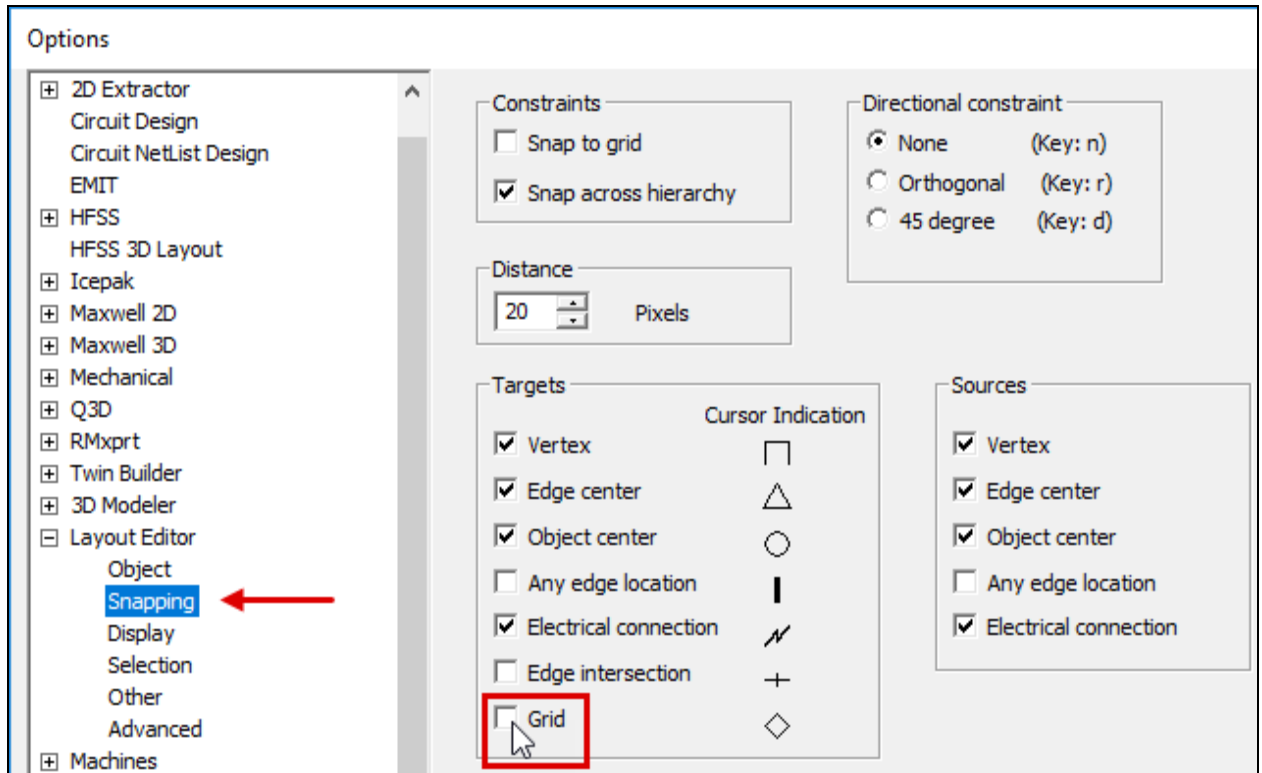 Options
2D Extractor
Circuit Design
Circuit NetList Design
EMIT
HFSS
HFSS 3D Layout
Icepak
Maxwell 2D
Maxwell 3D
Mechanical
Q3D
RMxprt
Twin Builder
3D Modeler
Layout Editor
Object
Snapping
Display
Selection
Other
Advanced
Machines
Constraints
Snap to grid
Snap across hierarchy
Directional constraint
None (Key: n)
Orthogonal (Key: r)
45 degree (Key: d)
Distance
20 Pixels
Targets
Cursor Indication
Vertex
Edge center
Object center
Any edge location
Electrical connection
Edge intersection
Grid
Sources
Vertex
Edge center
Object center
Any edge location
Electrical connection